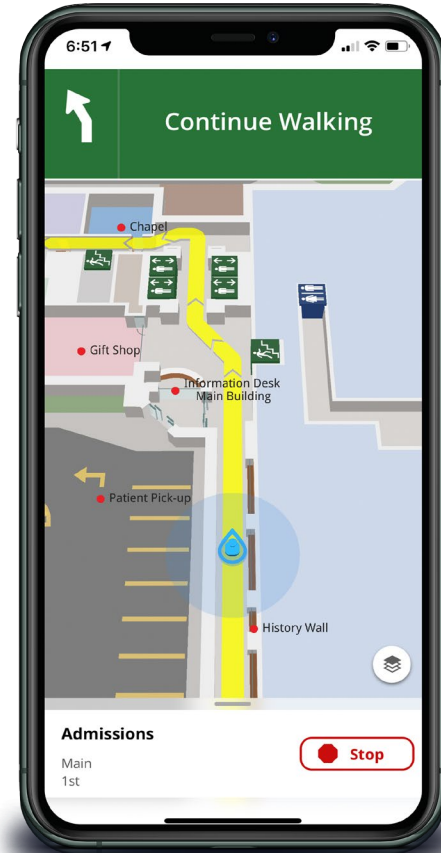 6:51
Continue Walking
Chapel
Gift Shop
Information Desk
Main Building
Patient Pick-up
History Wall
Admissions
Main
1st
Stop